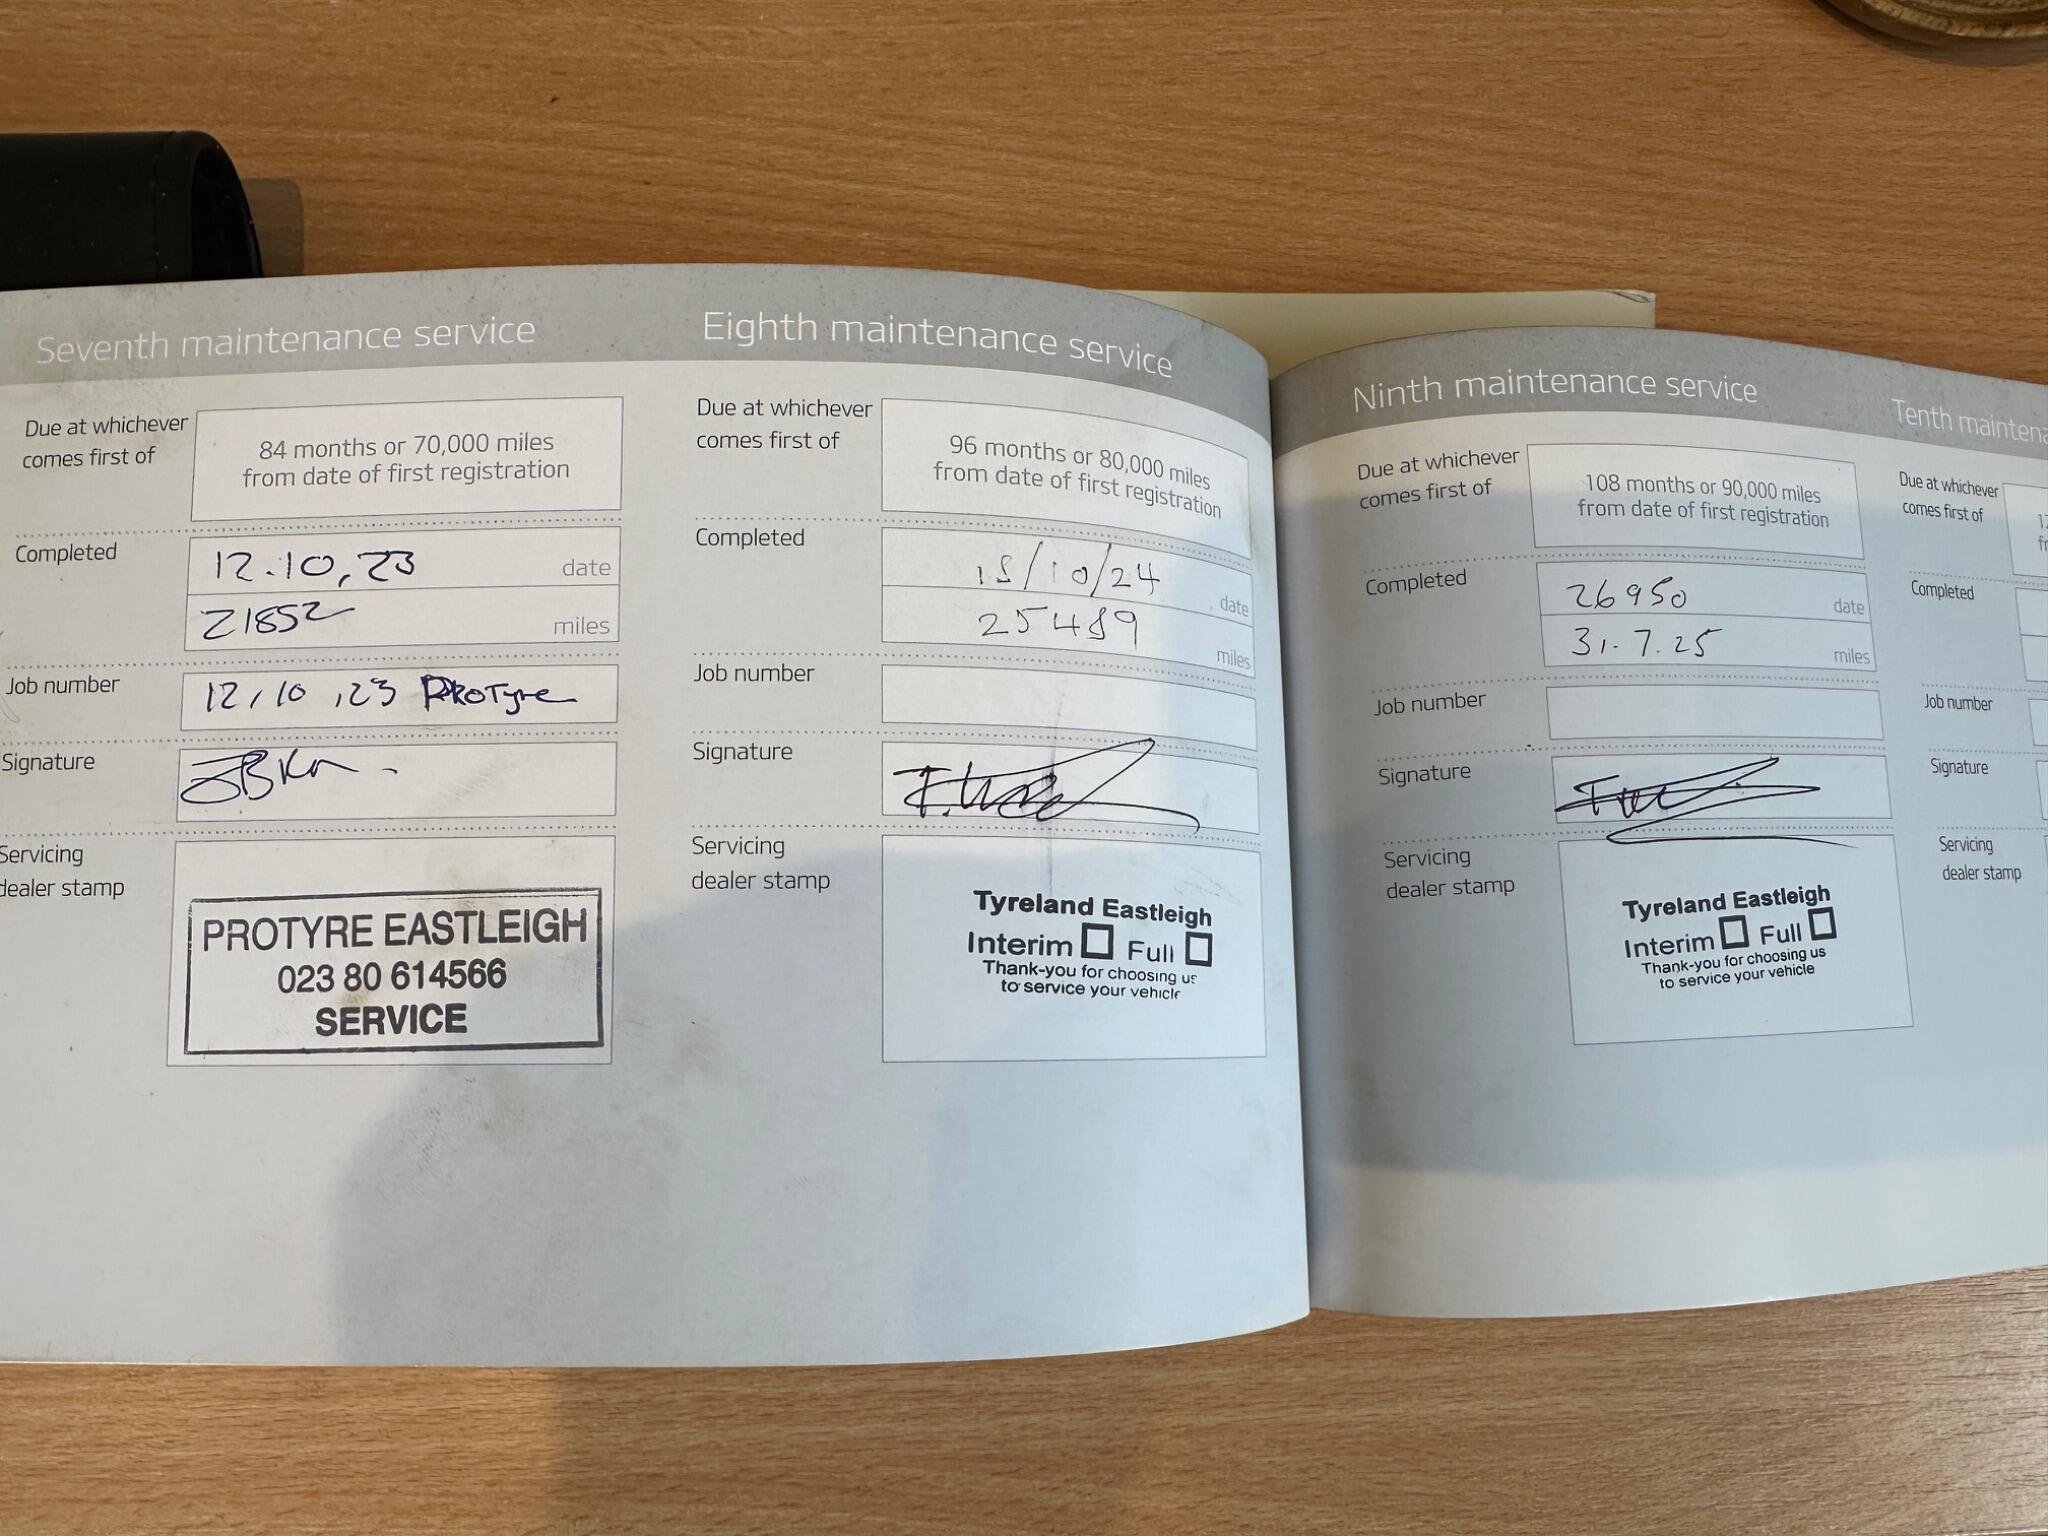 Seventh maintenance service
Due at whichever
comes first of
84 months or 70,000 miles
from date of first registration
Completed
12.10,23
date
21852
miles
Job number
12/10,23 PROTyre
Signature
Servicing
dealer stamp
PROTYRE EASTLEIGH
023 80 614566
SERVICE
Eighth maintenance service
Due at whichever
comes first of
96 months or 80,000 miles
from date of first registration
Completed
/10/24
date
25489
miles
Job number
Signature
Servicing
dealer stamp
Tyreland Eastleigh
Interim Full
Thank-you for choosing us
to service your vehicle
Ninth maintenance service
Due at whichever
comes first of
108 months or 90,000 miles
from date of first registration
Completed
26950
date
31.7.25
miles
Job number
Signature
Servicing
dealer stamp
Tyreland Eastleigh
Interim Full
Thank-you for choosing us
to service your vehicle
Tenth maintena
Due at whichever
comes first of
Completed
Job number
Signature
Servicing
dealer stamp